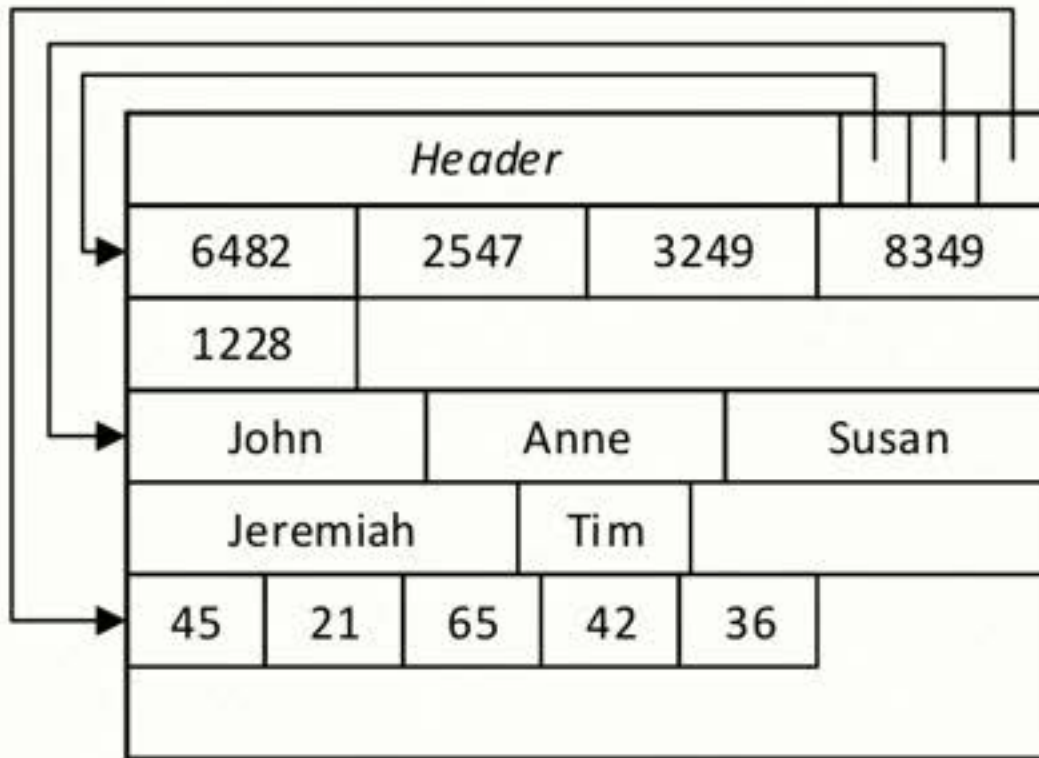 Header
6482 2547 3249 8349
1228
John Anne Susan
Jeremiah Tim
45 21 65 42 36